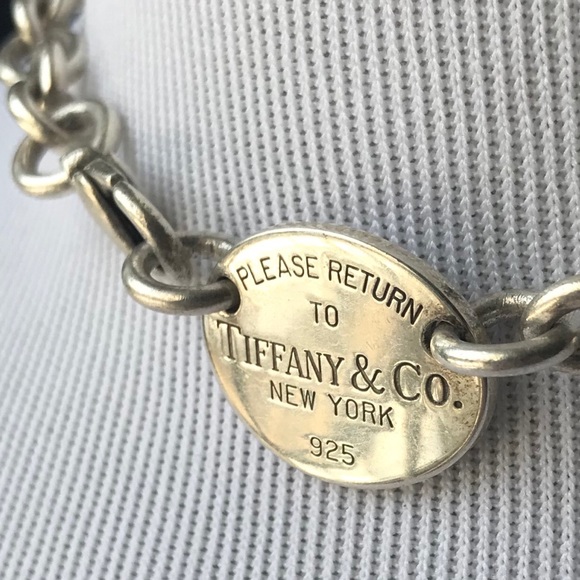 PLEASE RETURN
TO
TIFFANY & CO.
NEW YORK
925